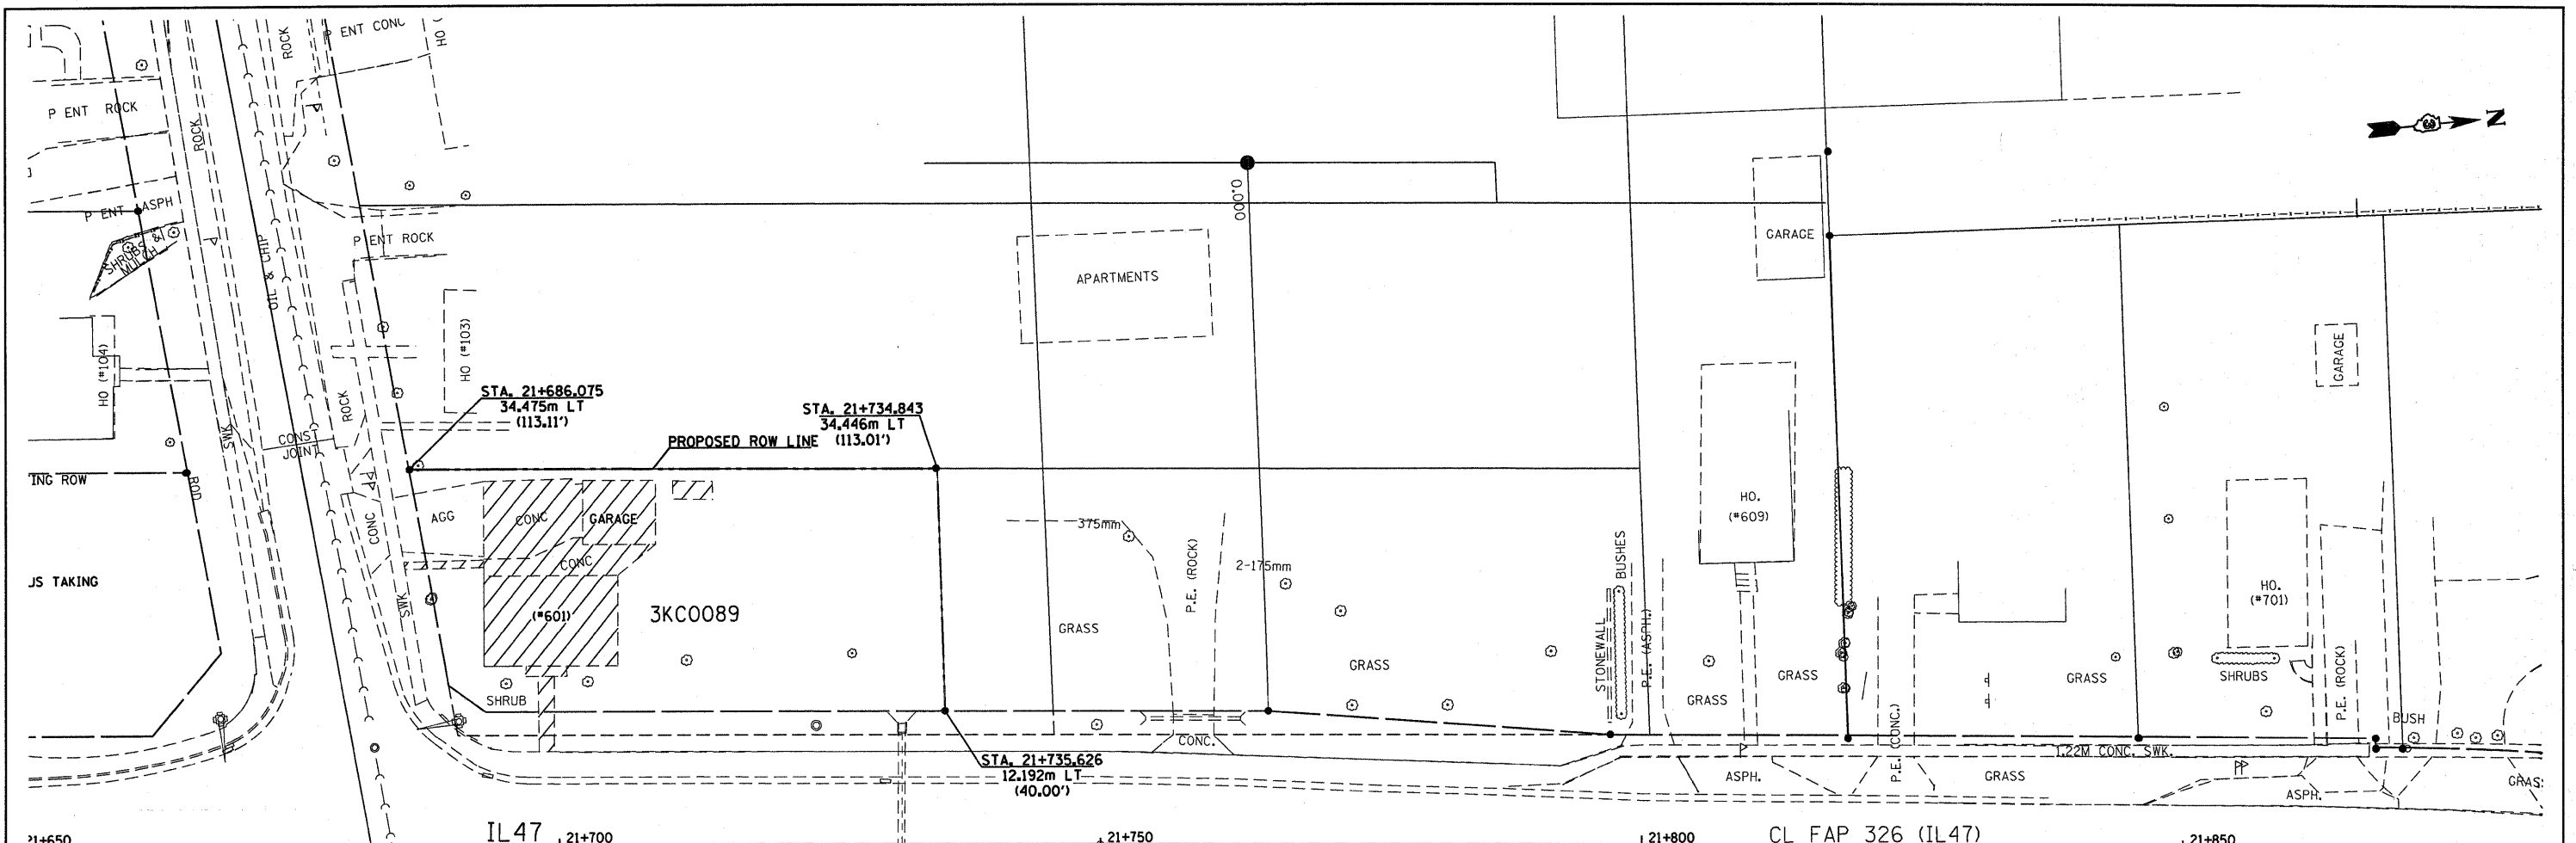 P ENT CONC
HO
ROCK
P ENT ROCK
ROCK
N
P ENT ASPH
SHRUBS &
MULCH
OIL & CHIP
P ENT ROCK
0.000
GARAGE
APARTMENTS
HO (#104)
HO (#103)
GARAGE
STA. 21+686.075
34.475m LT
(113.11')
STA. 21+734.843
34.446m LT
(113.01')
PROPOSED ROW LINE
ROCK
SWK
CONST
JOINT
ING ROW
ROD
AGG
CONC
GARAGE
CONC
CONC
375mm
HO.
(#609)
BUSHES
P.E. (ROCK)
2-175mm
US TAKING
SWK
(#601)
3KC0089
GRASS
GRASS
STONEWALL
P.E. (ASPH.)
HO.
(#701)
GRASS
GRASS
GRASS
SHRUBS
P.E. (ROCK)
SHRUB
BUSH
CONC.
P.E. (CONC.)
1.22M CONC. SWK.
STA. 21+735.626
12.192m LT
(40.00')
ASPH.
GRASS
ASPH.
GRAS
21+650
IL47
21+700
21+750
21+800
CL FAP 326 (IL47)
21+850